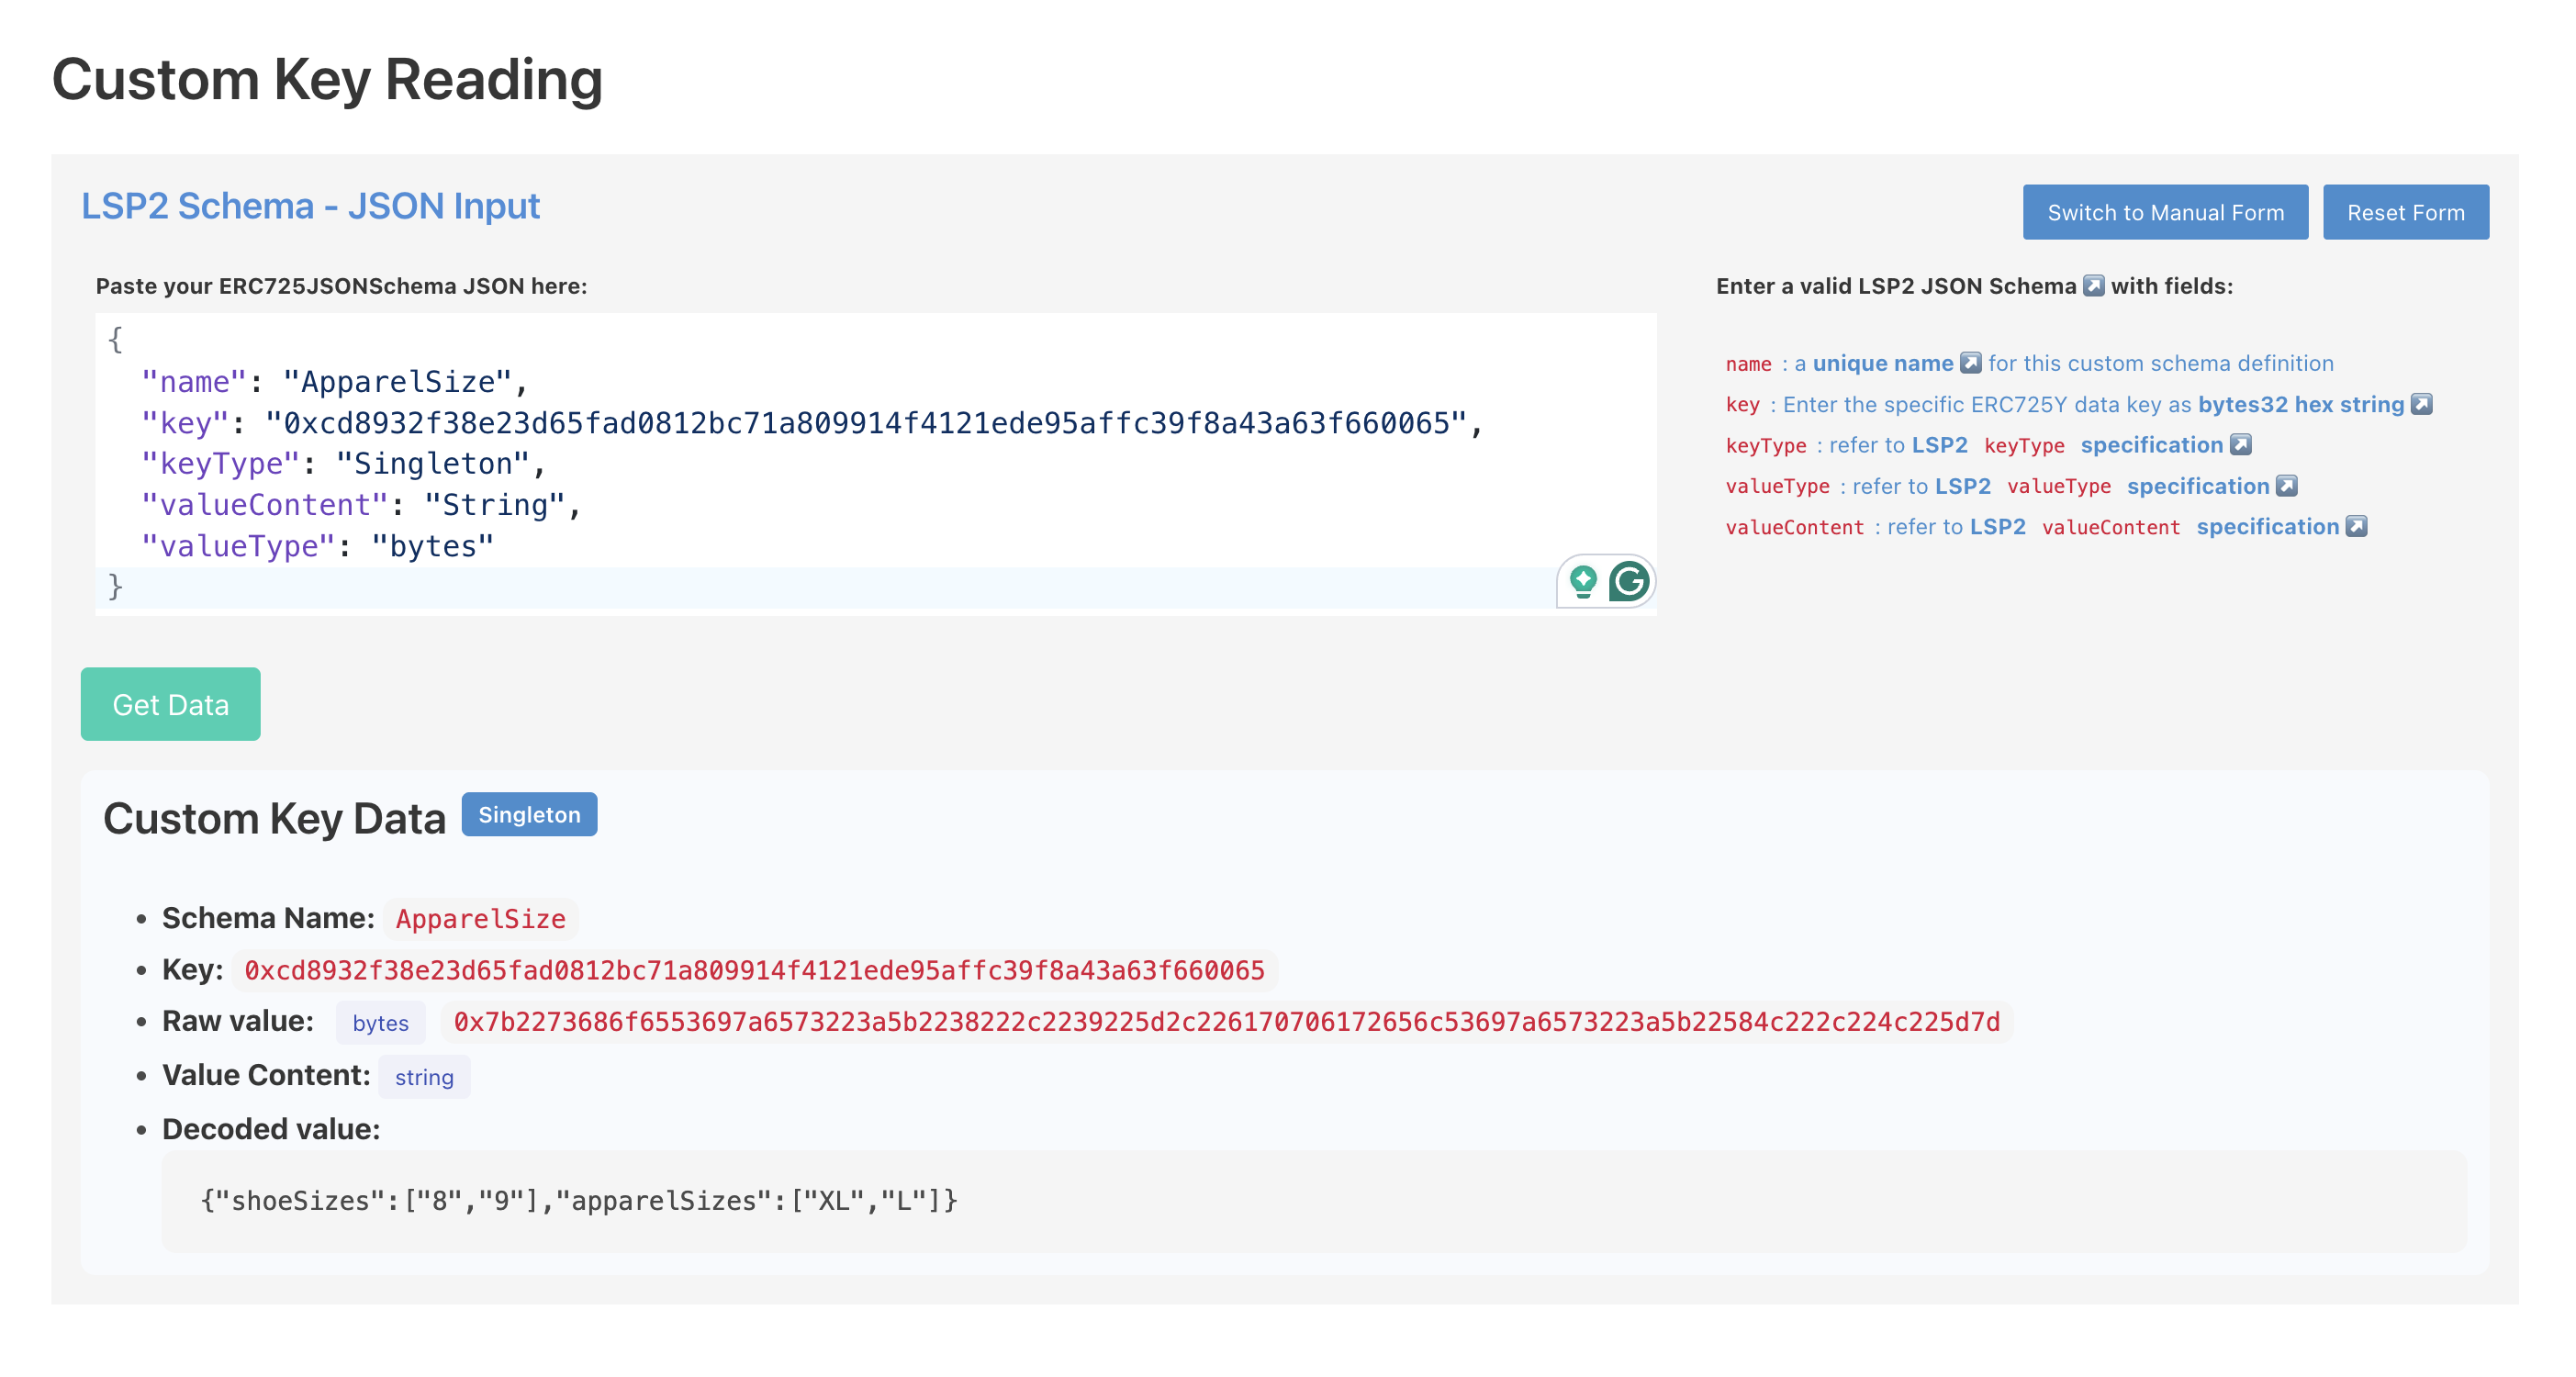 Custom Key Reading
LSP2 Schema - JSON Input
Switch to Manual Form
Reset Form
Paste your ERC725JSONSchema JSON here:
{
"name": "ApparelSize",
"key": "0xcd8932f38e23d65fad0812bc71a809914f4121ede95affc39f8a43a63f660065",
"keyType": "Singleton",
"valueContent": "String",
"valueType": "bytes"
}
Enter a valid LSP2 JSON Schema with fields:
name : a unique name for this custom schema definition
key : Enter the specific ERC725Y data key as bytes32 hex string
keyType : refer to LSP2 keyType specification
valueType : refer to LSP2 valueType specification
valueContent : refer to LSP2 valueContent specification
Get Data
Custom Key Data Singleton
• Schema Name: ApparelSize
• Key: 0xcd8932f38e23d65fad0812bc71a809914f4121ede95affc39f8a43a63f660065
• Raw value: bytes 0x7b2273686f6553697a6573223a5b2238222c2239225d2c226170706172656c53697a6573223a5b22584c222c224c225d7d
• Value Content: string
• Decoded value:
{"shoeSizes":["8","9"],"apparelSizes":["XL","L"]}